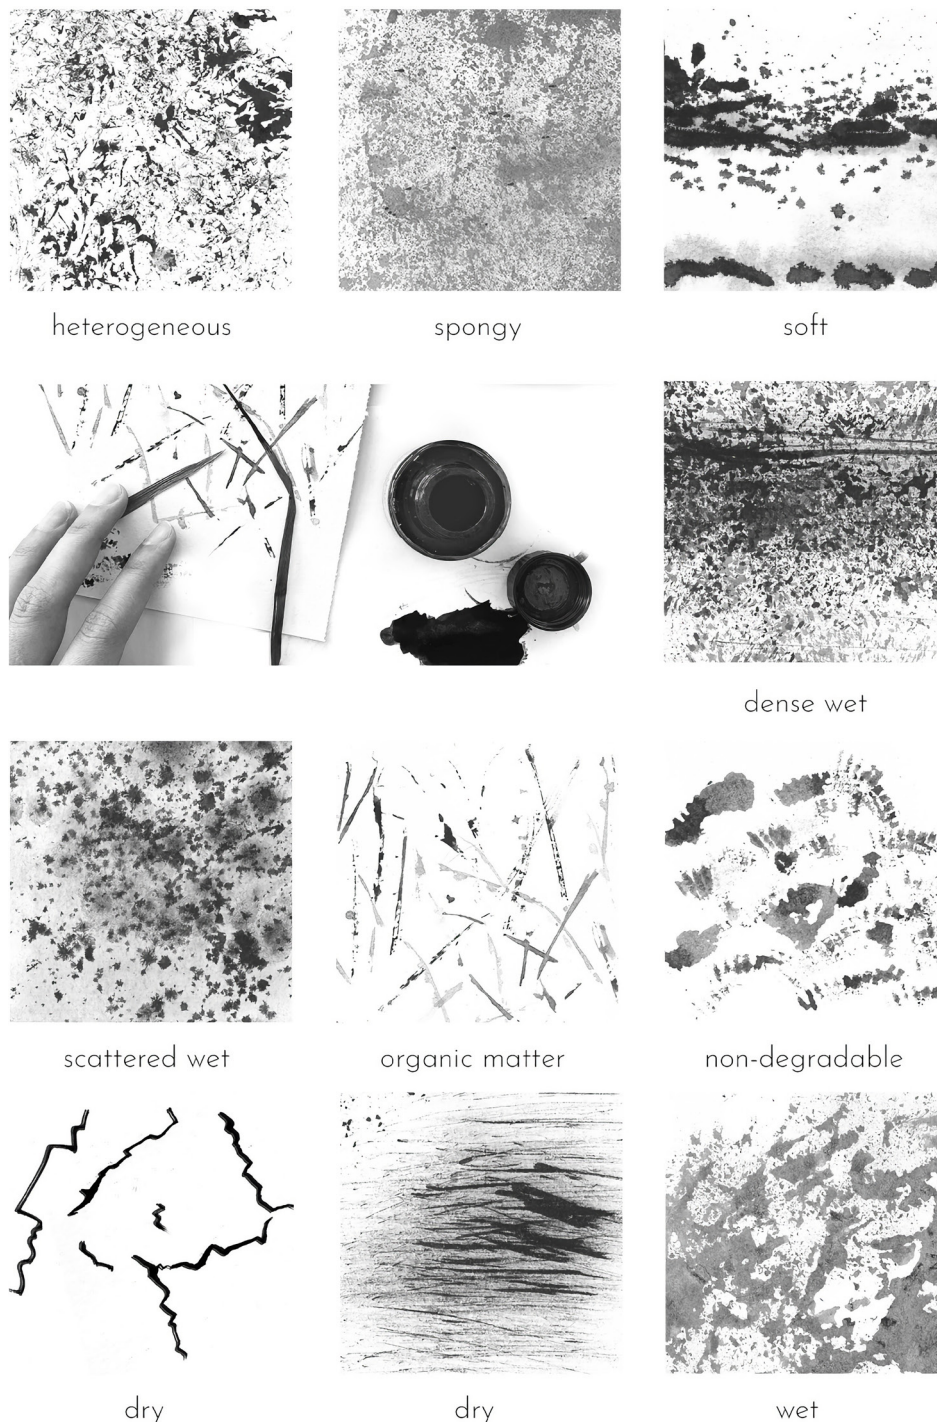 heterogeneous
spongy
soft
dense wet
scattered wet
organic matter
non-degradable
dry
dry
wet